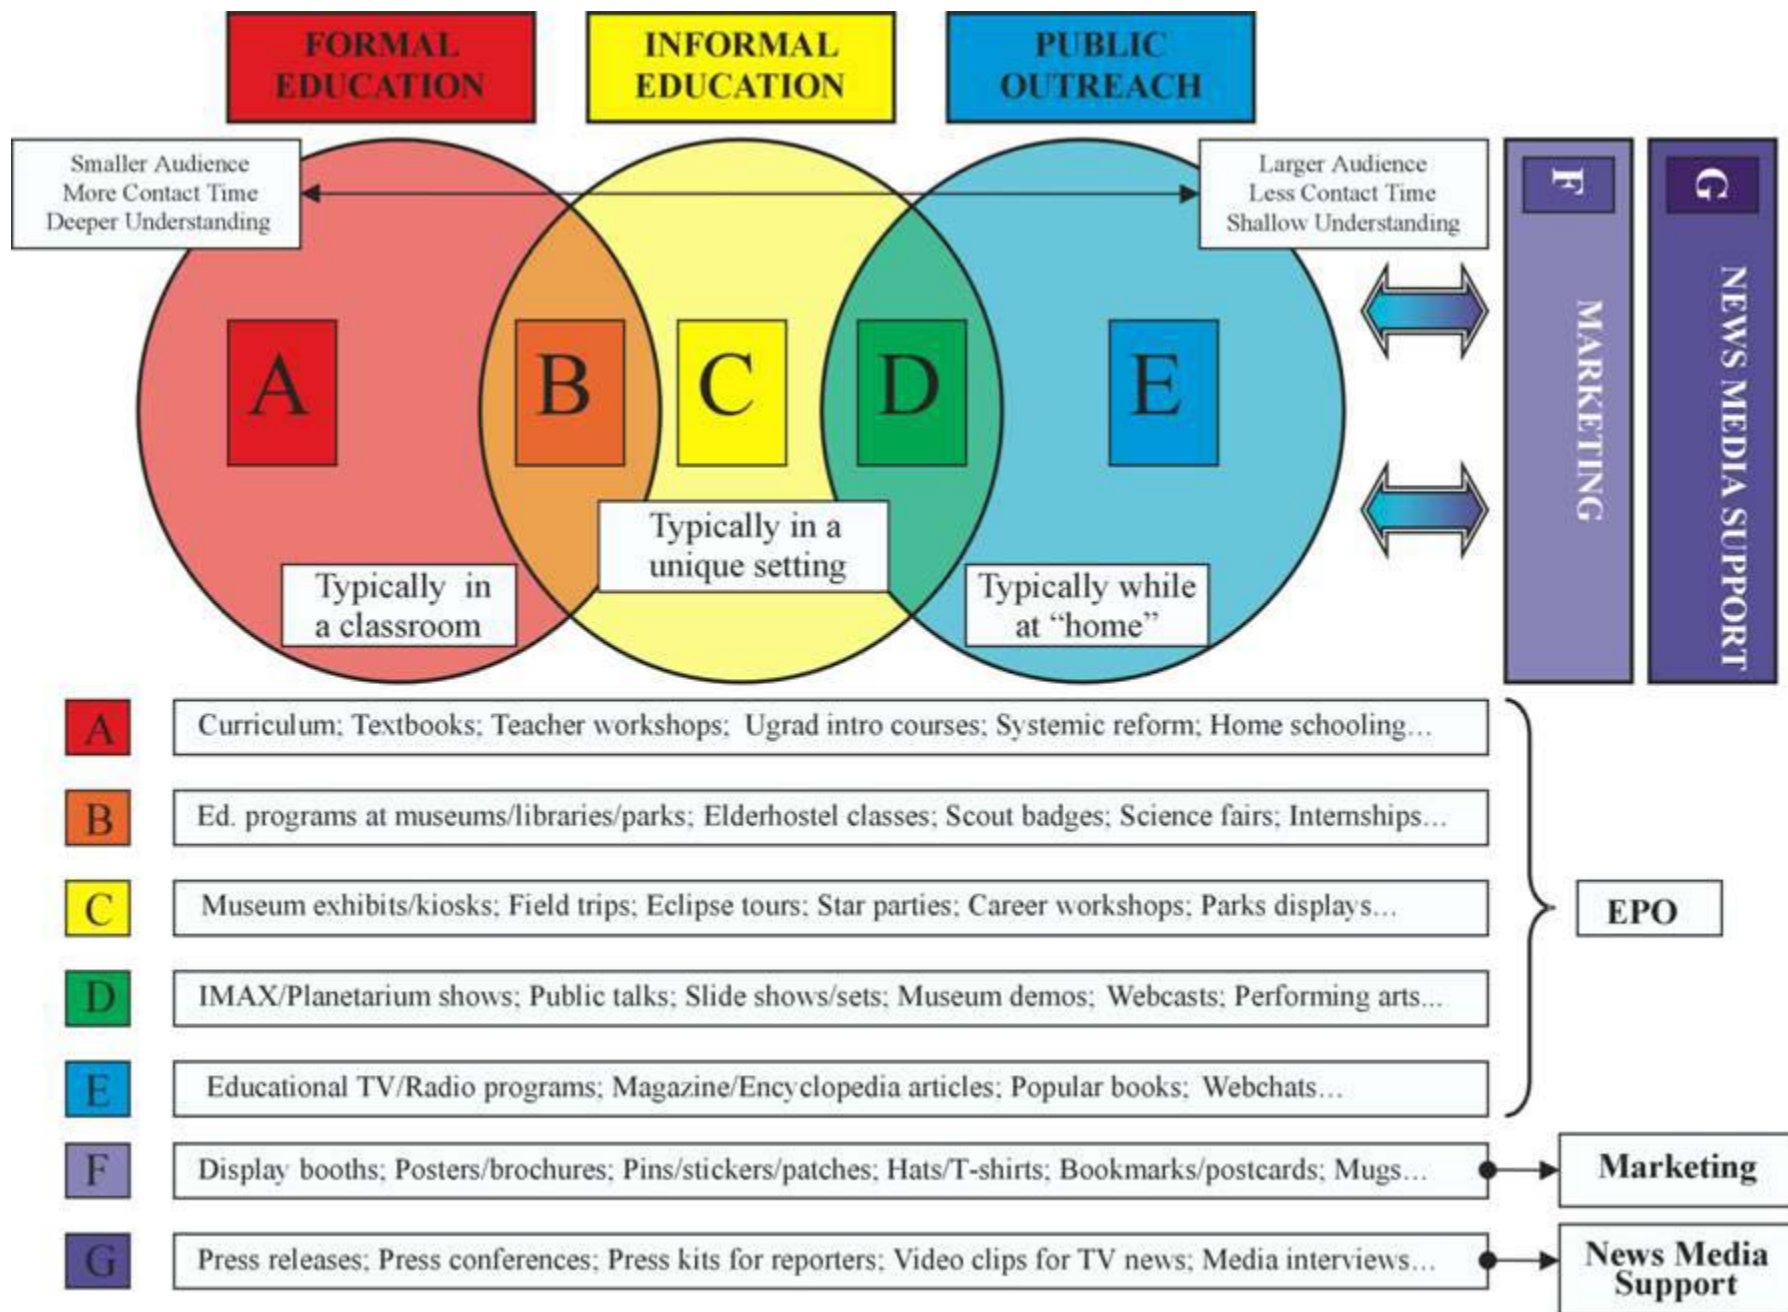 FORMAL
EDUCATION
INFORMAL
EDUCATION
PUBLIC
OUTREACH
Smaller Audience
More Contact Time
Deeper Understanding
Larger Audience
Less Contact Time
Shallow Understanding
F
MARKETING
G
NEWS MEDIA SUPPORT
A
B
C
D
E
Typically in
a classroom
Typically in a
unique setting
Typically while
at “home”
A
Curriculum; Textbooks; Teacher workshops; Ugrad intro courses; Systemic reform; Home schooling…
B
Ed. programs at museums/libraries/parks; Elderhostel classes; Scout badges; Science fairs; Internships…
C
Museum exhibits/kiosks; Field trips; Eclipse tours; Star parties; Career workshops; Parks displays…
D
IMAX/Planetarium shows; Public talks; Slide shows/sets; Museum demos; Webcasts; Performing arts...
E
Educational TV/Radio programs; Magazine/Encyclopedia articles; Popular books; Webchats…
EPO
F
Display booths; Posters/brochures; Pins/stickers/patches; Hats/T-shirts; Bookmarks/postcards; Mugs…
Marketing
G
Press releases; Press conferences; Press kits for reporters; Video clips for TV news; Media interviews…
News Media
Support